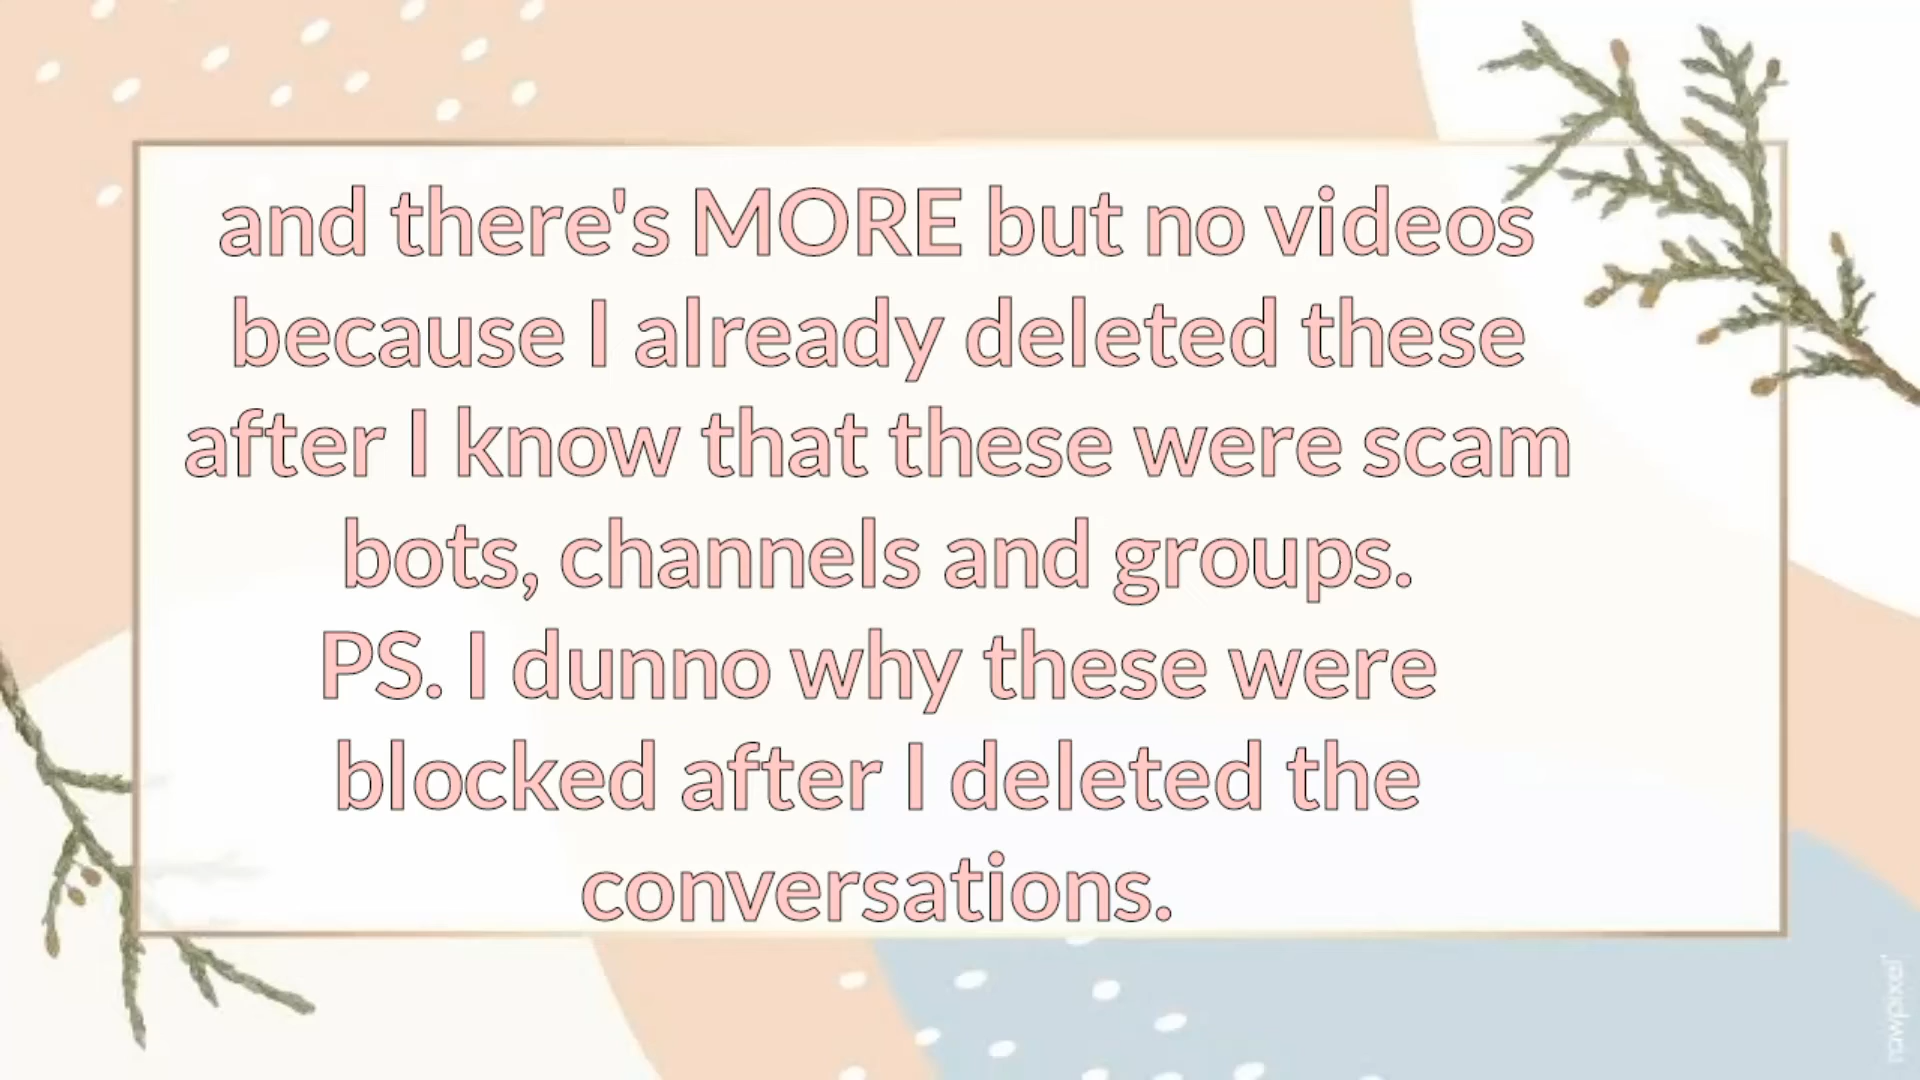 and there's MORE but no videos
because I already deleted these
after I know that these were scam
bots, channels and groups.
PS. I dunno why these were
blocked after I deleted the
conversations.
rawpixel